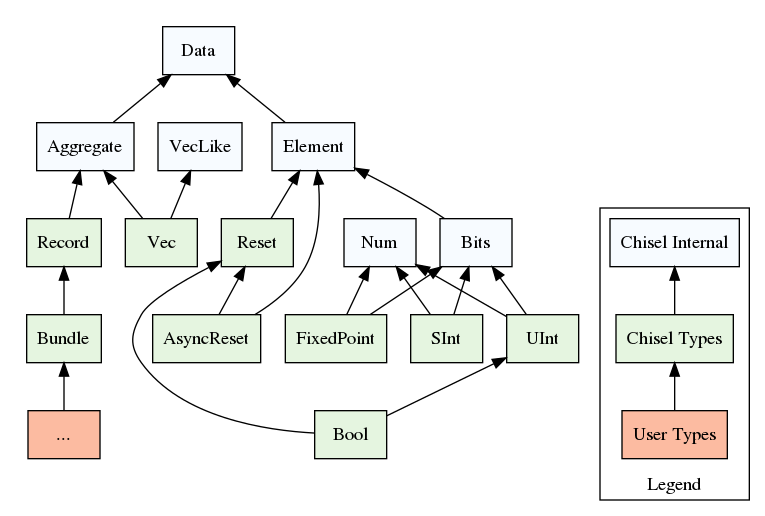 Data
Aggregate
VecLike
Element
Record
Vec
Reset
Num
Bits
Chisel Internal
Bundle
AsyncReset
FixedPoint
SInt
UInt
Chisel Types
...
Bool
User Types
Legend